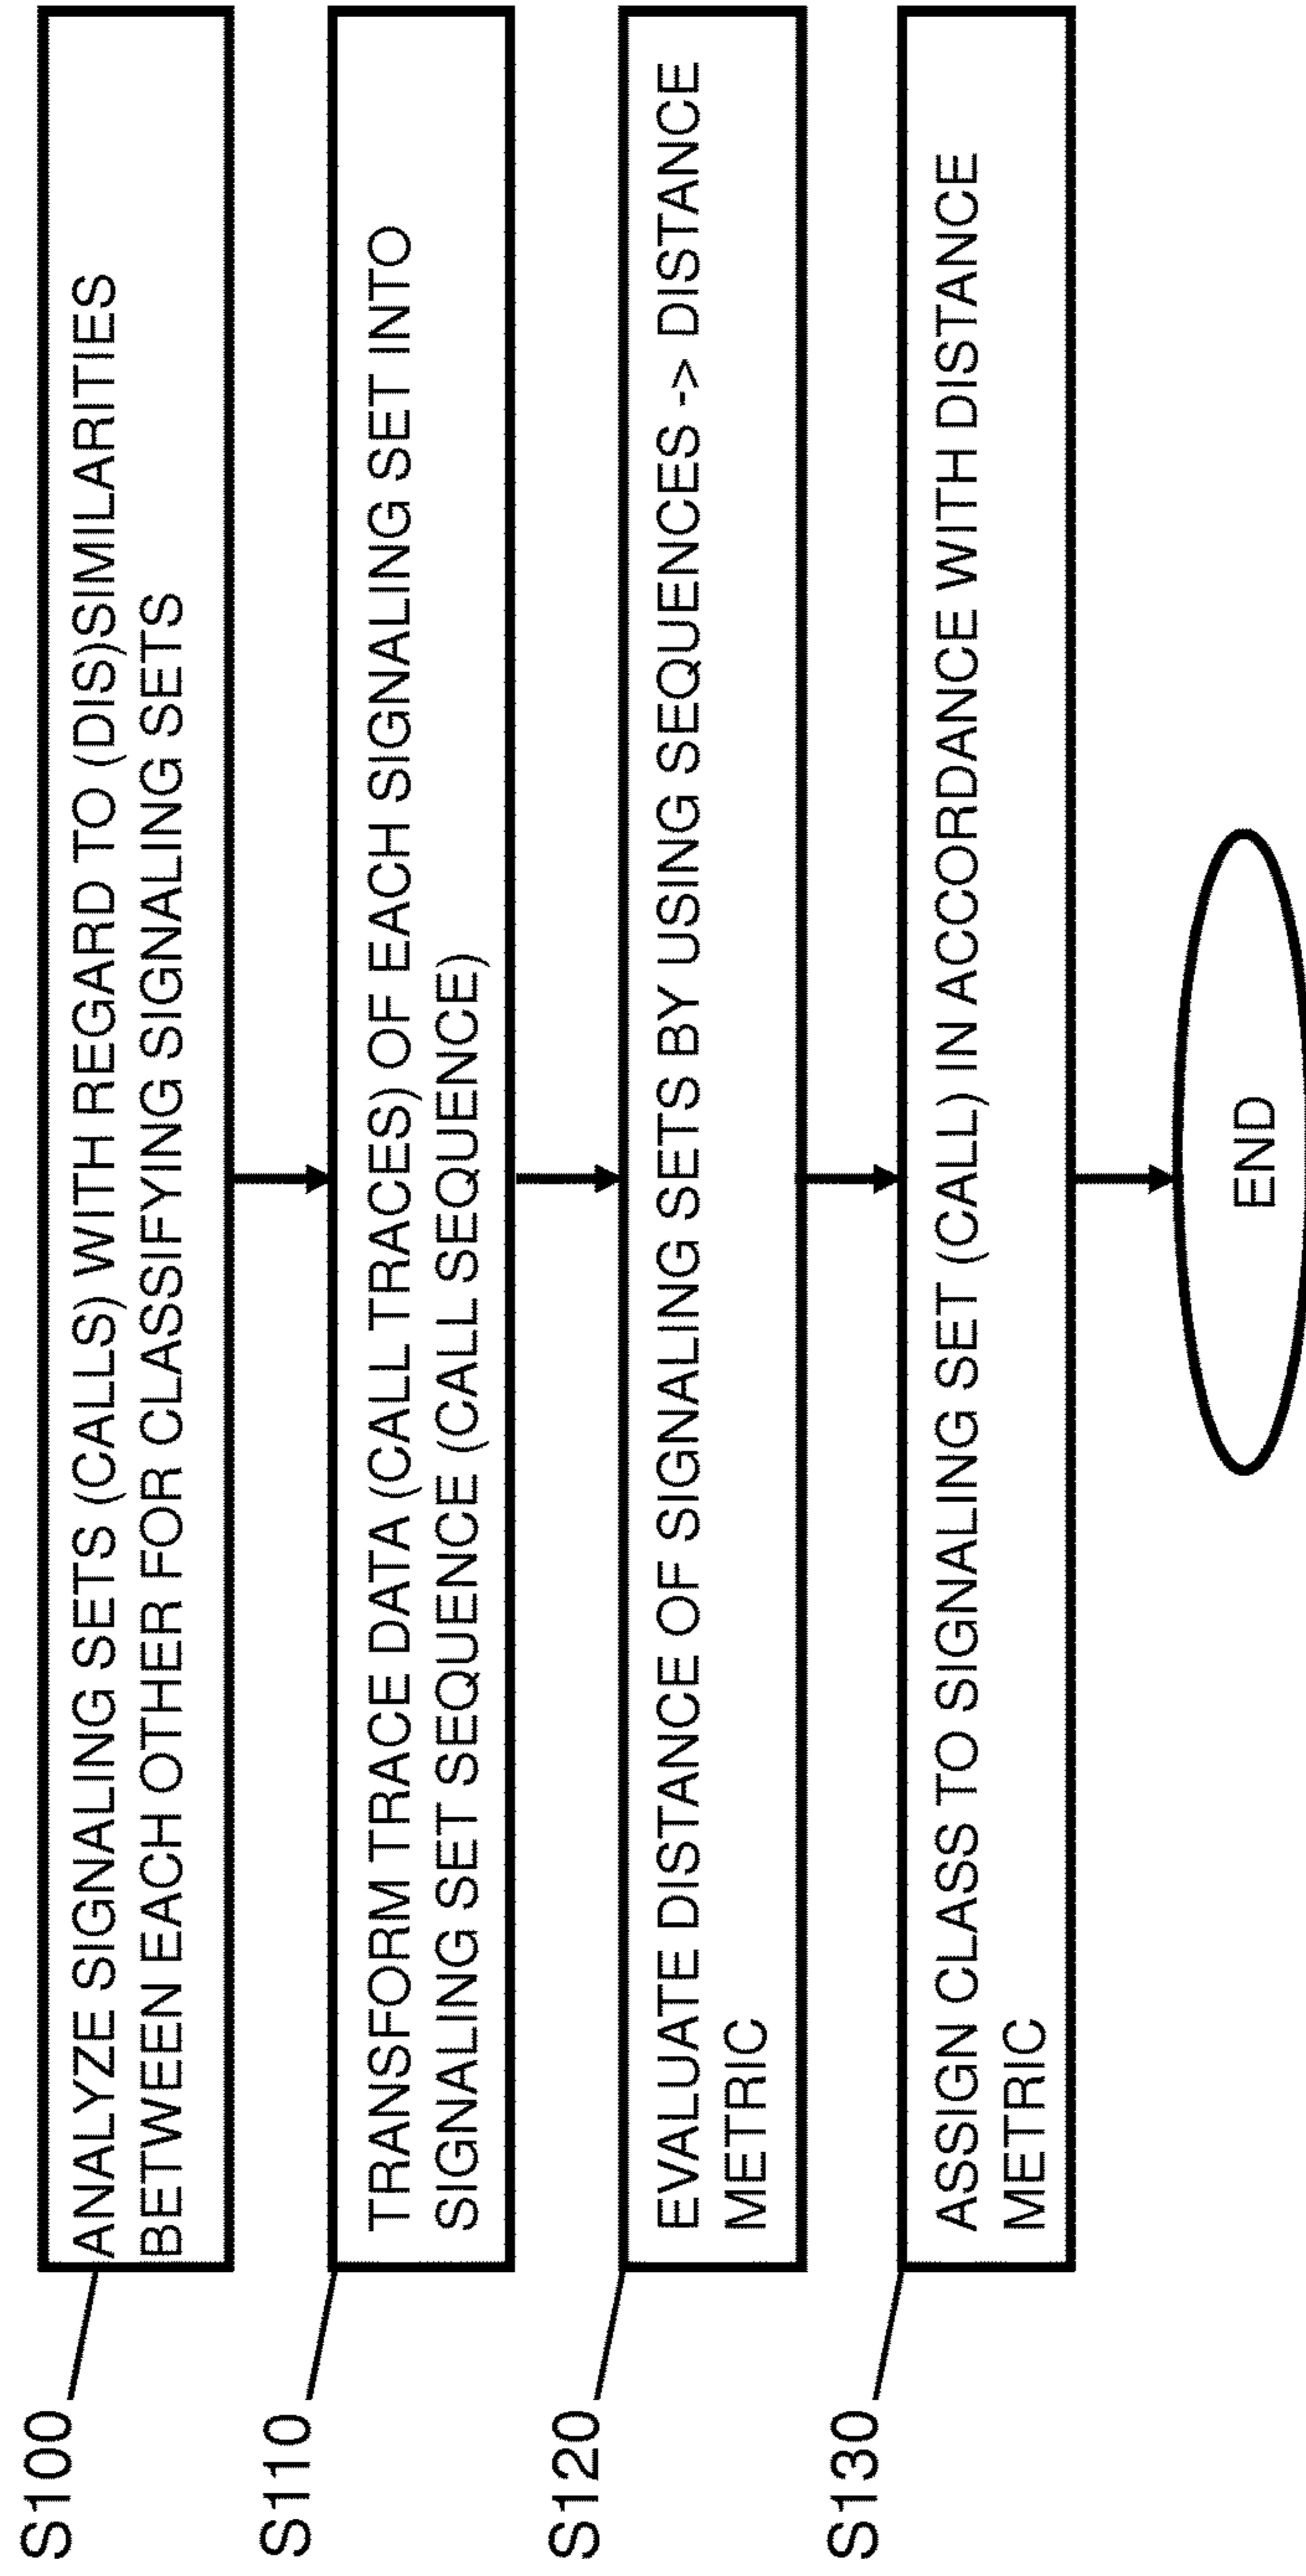 S100
ANALYZE SIGNALING SETS (CALLS) WITH REGARD TO (DIS)SIMILARITIES
BETWEEN EACH OTHER FOR CLASSIFYING SIGNALING SETS
S110
TRANSFORM TRACE DATA (CALL TRACES) OF EACH SIGNALING SET INTO
SIGNALING SET SEQUENCE (CALL SEQUENCE)
S120
EVALUATE DISTANCE OF SIGNALING SETS BY USING SEQUENCES -> DISTANCE
METRIC
S130
ASSIGN CLASS TO SIGNALING SET (CALL) IN ACCORDANCE WITH DISTANCE
METRIC
END